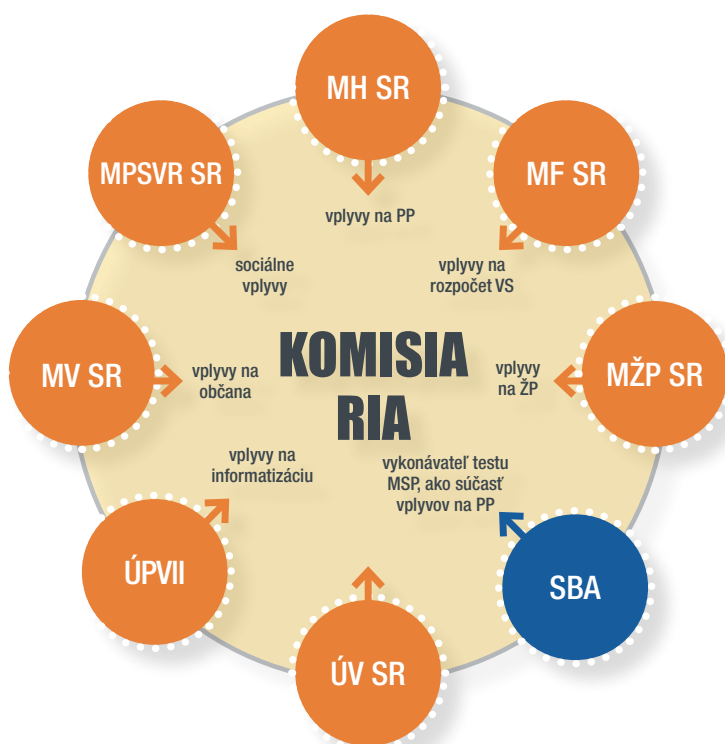 MH SR
MPSVR SR
MF SR
vplyvy na PP
sociálne
vplyvy
vplyvy na
rozpočet VS
MV SR
vplyvy na
občana
KOMISIA
RIA
vplyvy
na ŽP
MŽP SR
vplyvy na
informatizáciu
vykonávateľ testu
MSP, ako súčasť
vplyvov na PP
ÚPVII
SBA
ÚV SR